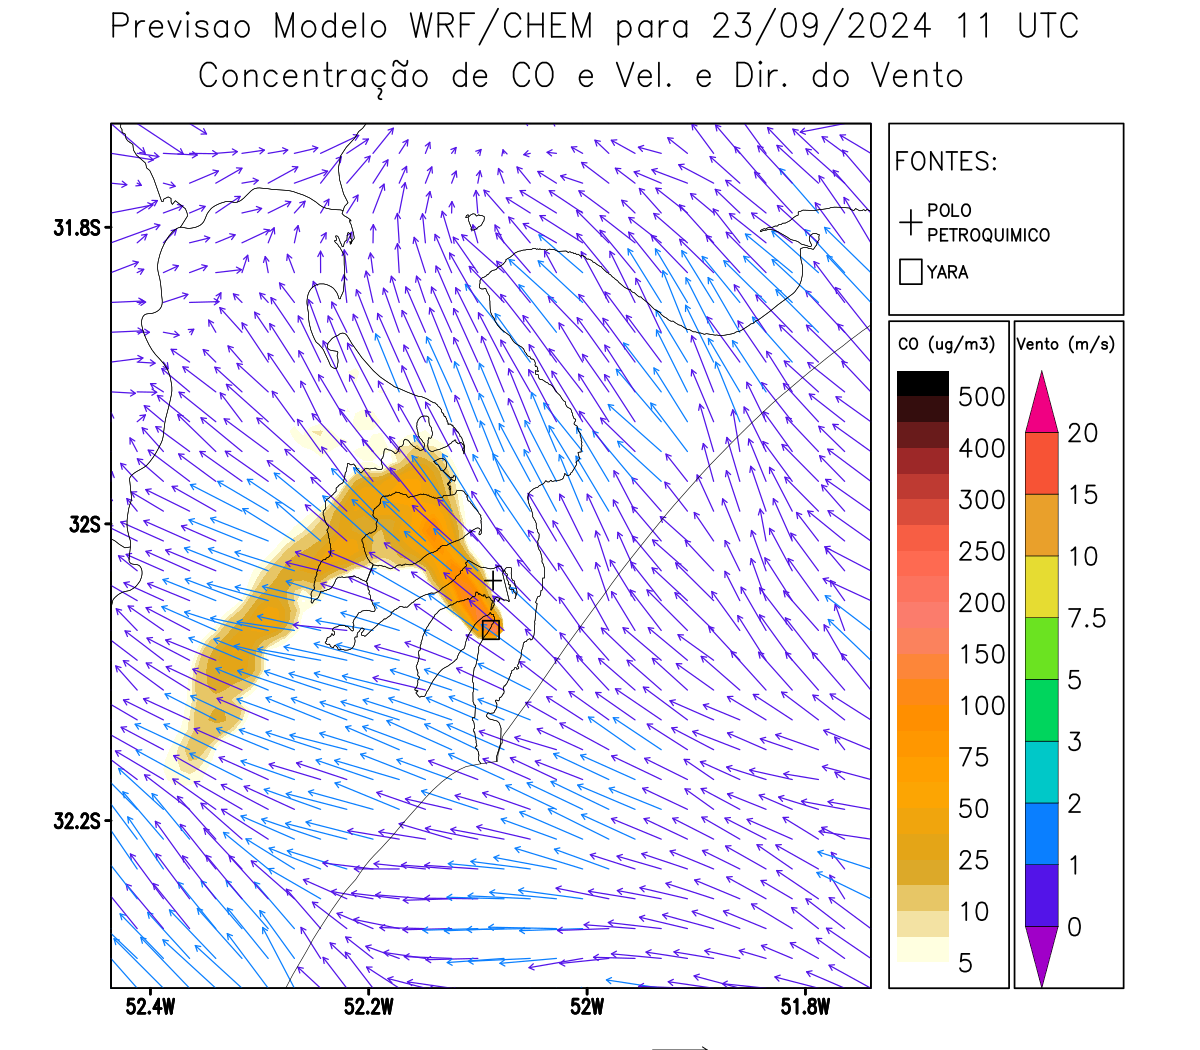 Previsao Modelo WRF/CHEM para 23/09/2024 11 UTC
Concentração de CO e Vel. e Dir. do Vento
FONTES:
POLO
PETROQUIMICO
YARA
CO (ug/m3)
500
400
300
250
200
150
100
75
50
25
10
5
Vento (m/s)
20
15
10
7.5
5
3
2
1
0
31.8S
32S
32.2S
52.4W
52.2W
52W
51.8W